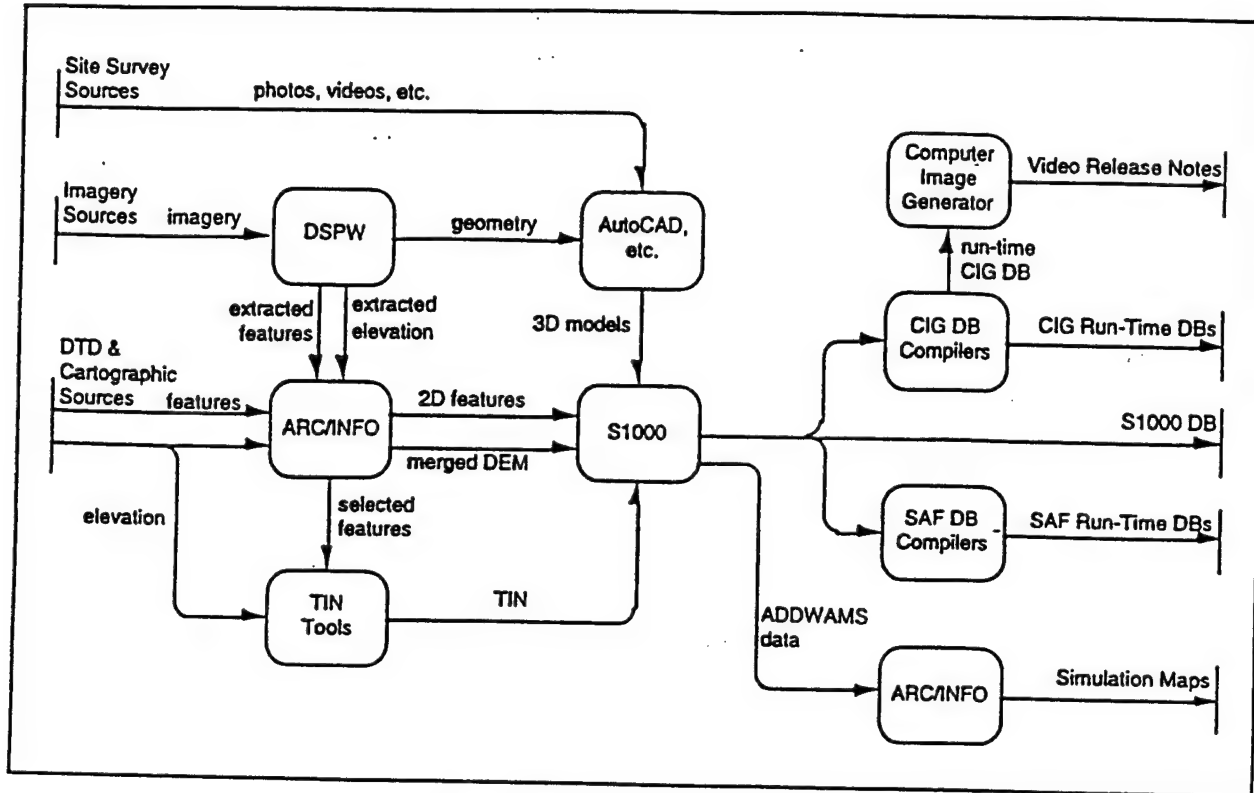 Site Survey
Sources
photos, videos, etc.
Imagery
Sources
imagery
DSPW
geometry
AutoCAD,
etc.
Computer
Image
Generator
Video Release Notes
run-time
CIG DB
extracted
features
extracted
elevation
3D models
CIG DB
Compilers
CIG Run-Time DBs
DTD &
Cartographic
Sources
features
ARC/INFO
2D features
merged DEM
S1000
S1000 DB
elevation
selected
features
SAF DB
Compilers
SAF Run-Time DBs
TIN
Tools
TIN
ADDWAMS
data
ARC/INFO
Simulation Maps